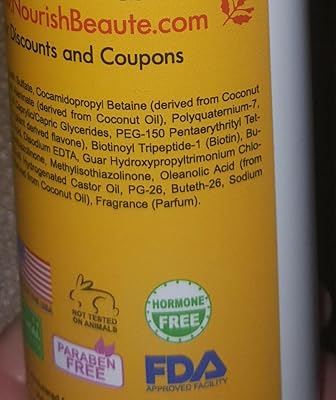 NourishBeaute.com
Discounts and Coupons
Sulfate, Cocamidopropyl Betaine (derived from Coconut
(derived from Coconut Oil), Polyquaternium-7,
Caprylic/Capric Glycerides, PEG-150 Pentaerythrityl Tet-
derived flavone), Biotinoyl Tripeptide-1 (Biotin), Bu-
Disodium EDTA, Guar Hydroxypropyltrimonium Chlo-
Methylisothiazolinone, Oleanolic Acid (from
Hydrogenated Castor Oil, PG-26, Buteth-26, Sodium
from Coconut Oil), Fragrance (Parfum).
NOT TESTED
ON ANIMALS
HORMONE
FREE
PARABEN
FREE
FDA
APPROVED FACILITY